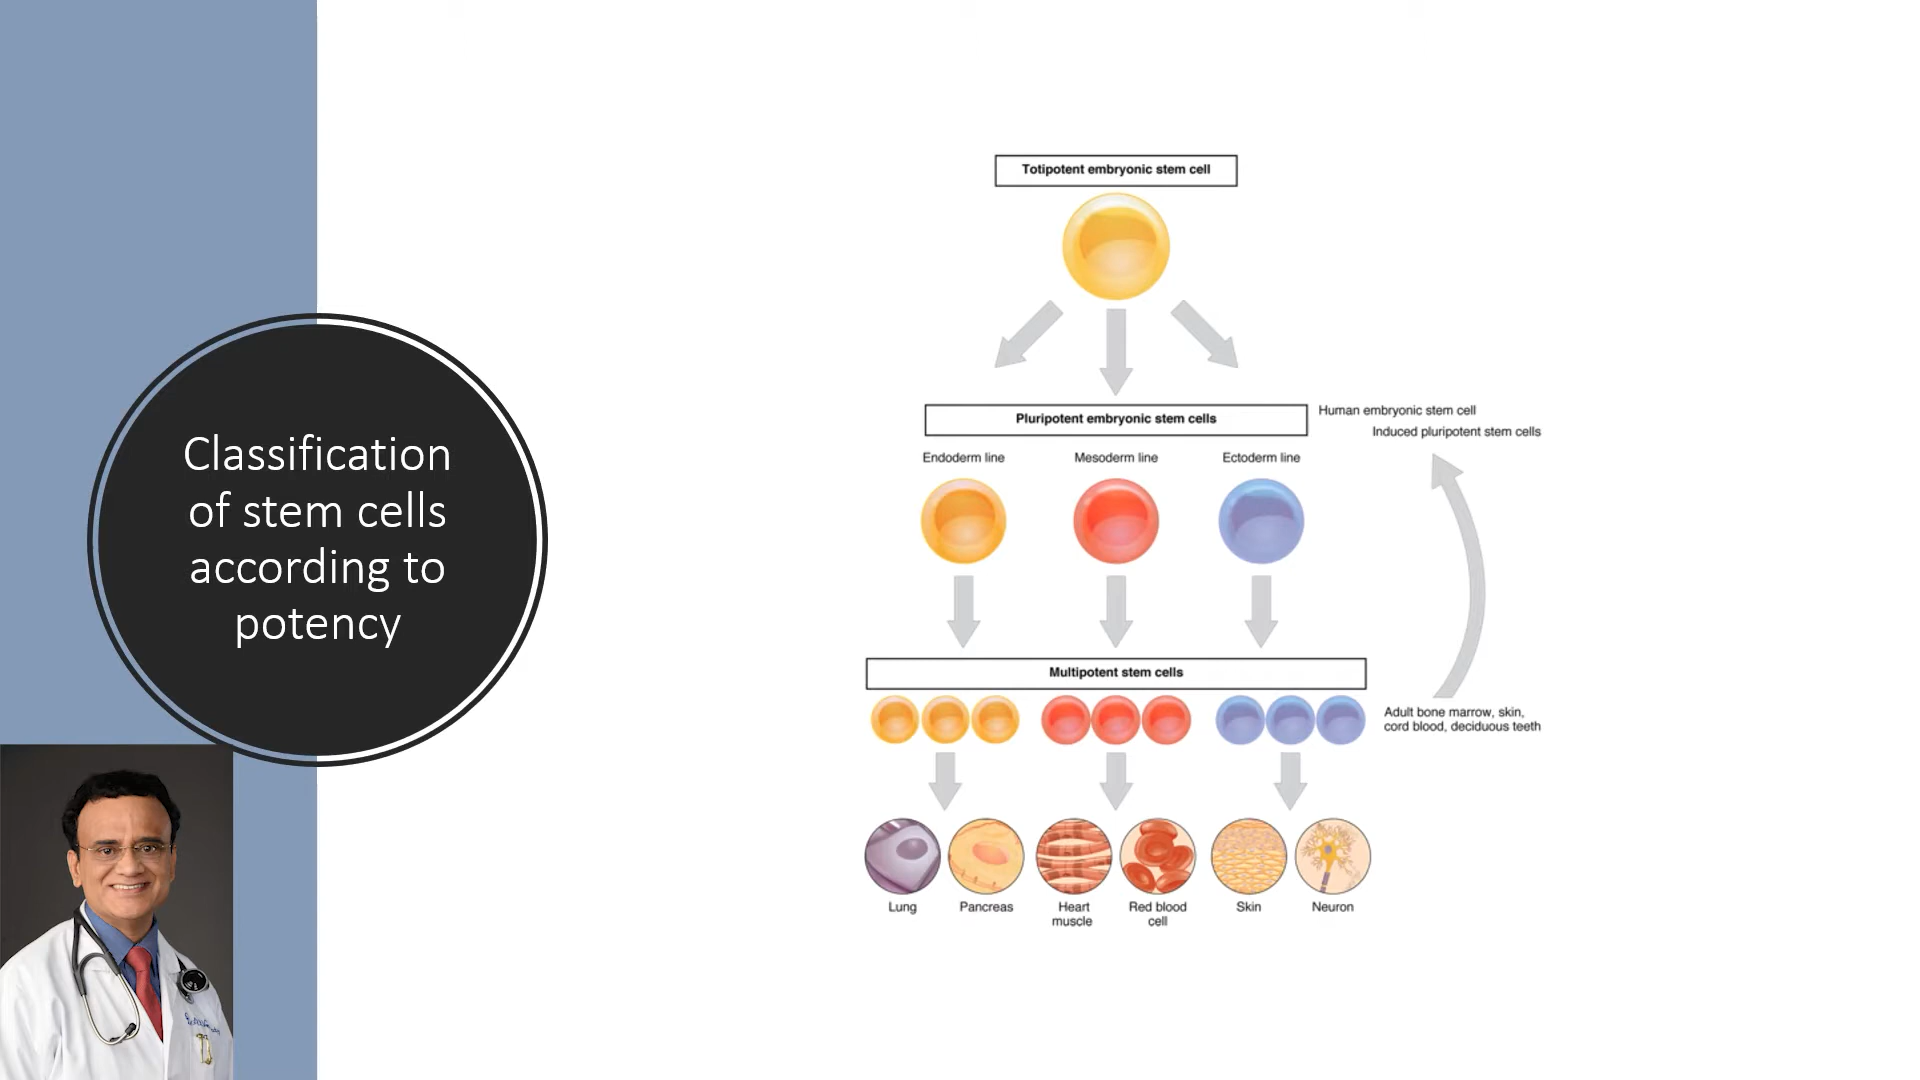 Classification
of stem cells
according to
potency
Totipotent embryonic stem cell
Pluripotent embryonic stem cells
Human embryonic stem cell
Induced pluripotent stem cells
Endoderm line
Mesoderm line
Ectoderm line
Multipotent stem cells
Adult bone marrow, skin,
cord blood, deciduous teeth
Lung
Pancreas
Heart
muscle
Red blood
cell
Skin
Neuron